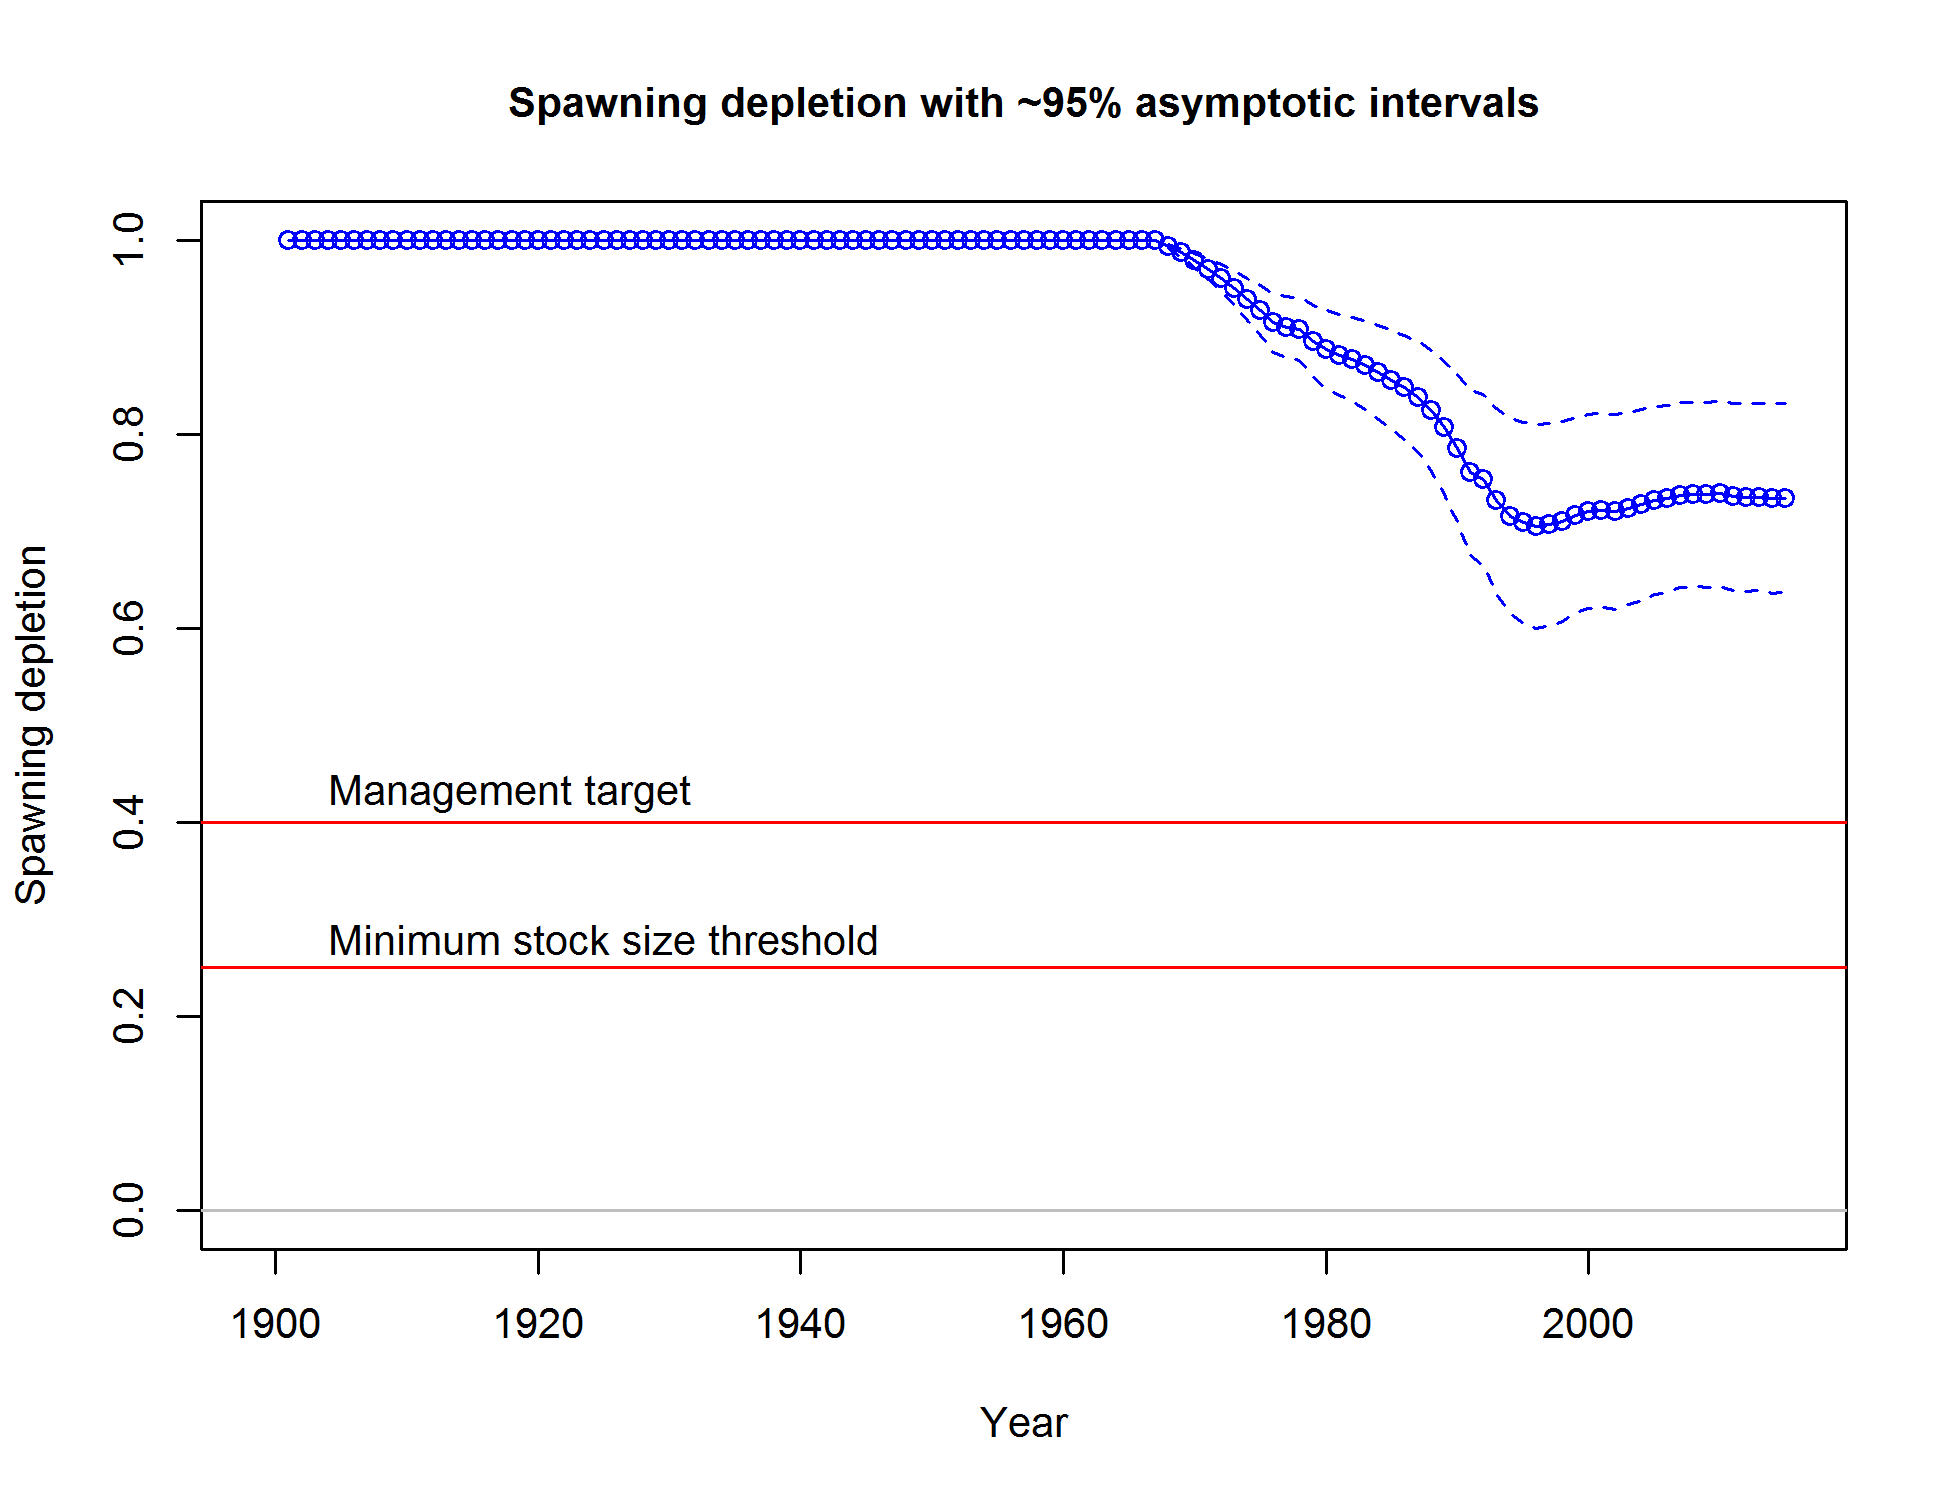 Spawning depletion with ~95% asymptotic intervals
Spawning depletion
1.0
0.8
0.6
0.4
0.2
0.0
Management target
Minimum stock size threshold
1900 1920 1940 1960 1980 2000
Year